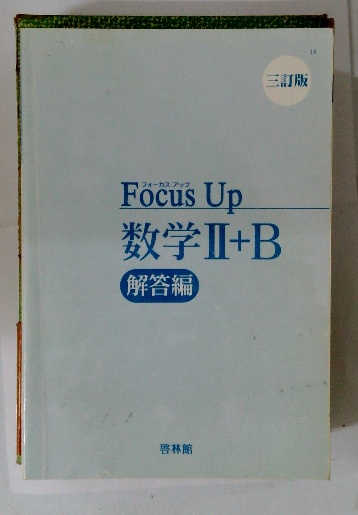 三訂版
フォーカス アップ
Focus Up
数学Ⅱ+B
解答編
啓林館